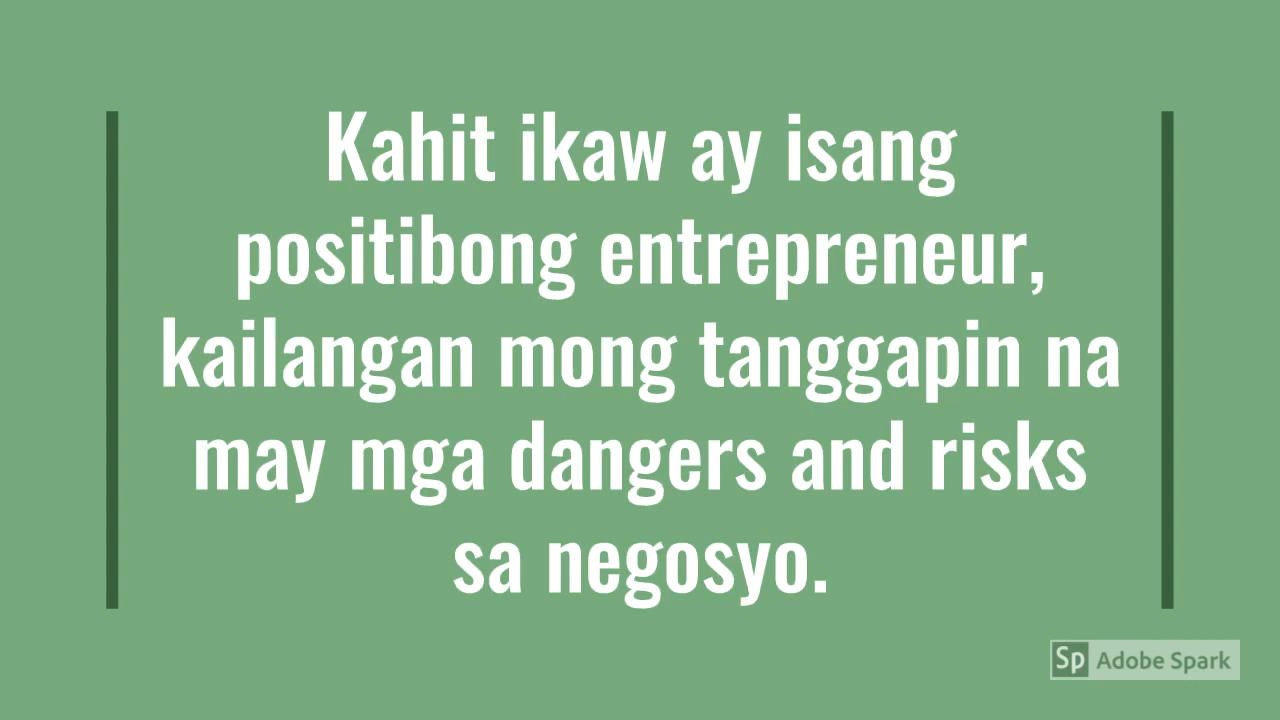 Kahit ikaw ay isang
positibong entrepreneur,
kailangan mong tanggapin na
may mga dangers and risks
sa negosyo.
Sp Adobe Spark